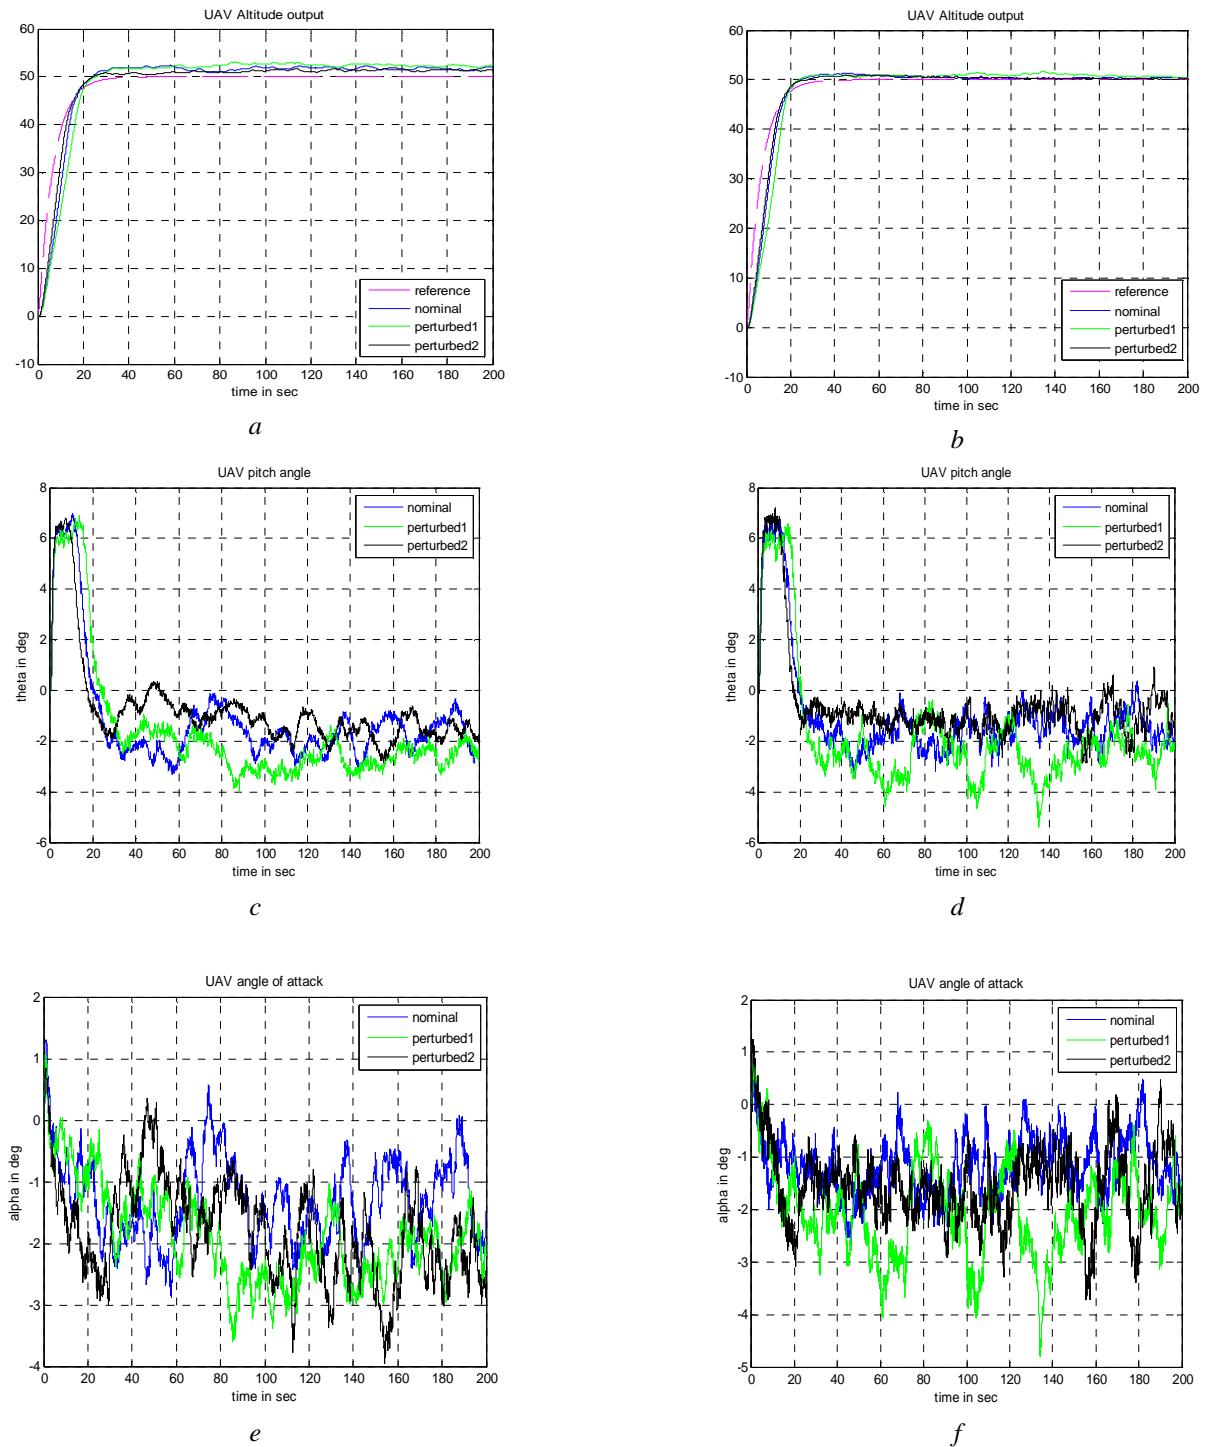 UAV Altitude output
60
50
40
30
20
10
0
-10
0 20 40 60 80 100 120 140 160 180 200
time in sec
reference
nominal
perturbed1
perturbed2
a
UAV Altitude output
60
50
40
30
20
10
0
-10
0 20 40 60 80 100 120 140 160 180 200
time in sec
reference
nominal
perturbed1
perturbed2
b
UAV pitch angle
8
6
4
2
0
-2
-4
-6
theta in deg
0 20 40 60 80 100 120 140 160 180 200
time in sec
nominal
perturbed1
perturbed2
c
UAV pitch angle
8
6
4
2
0
-2
-4
-6
theta in deg
0 20 40 60 80 100 120 140 160 180 200
time in sec
nominal
perturbed1
perturbed2
d
UAV angle of attack
2
1
0
-1
-2
-3
-4
alpha in deg
0 20 40 60 80 100 120 140 160 180 200
time in sec
nominal
perturbed1
perturbed2
e
UAV angle of attack
2
1
0
-1
-2
-3
-4
-5
alpha in deg
0 20 40 60 80 100 120 140 160 180 200
time in sec
nominal
perturbed1
perturbed2
f